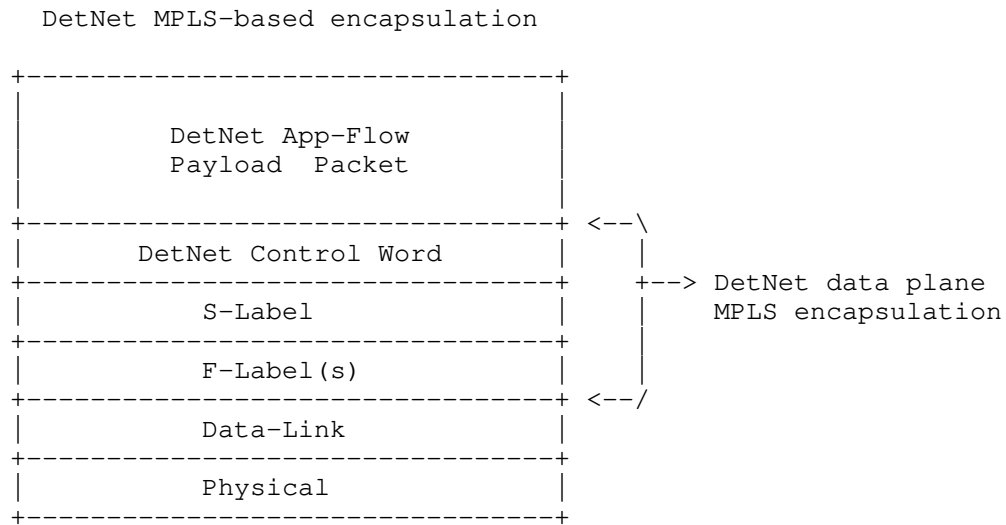 DetNet MPLS-based encapsulation
+---------------------------------+
|                                 |
|         DetNet App-Flow         |
|         Payload  Packet         |
|                                 |
+---------------------------------+ <--\
|       DetNet Control Word       |    |
+---------------------------------+    +--> DetNet data plane
|           S-Label               |    |    MPLS encapsulation
+---------------------------------+    |
|           F-Label(s)            |    |
+---------------------------------+ <--/
|           Data-Link             |
+---------------------------------+
|           Physical              |
+---------------------------------+